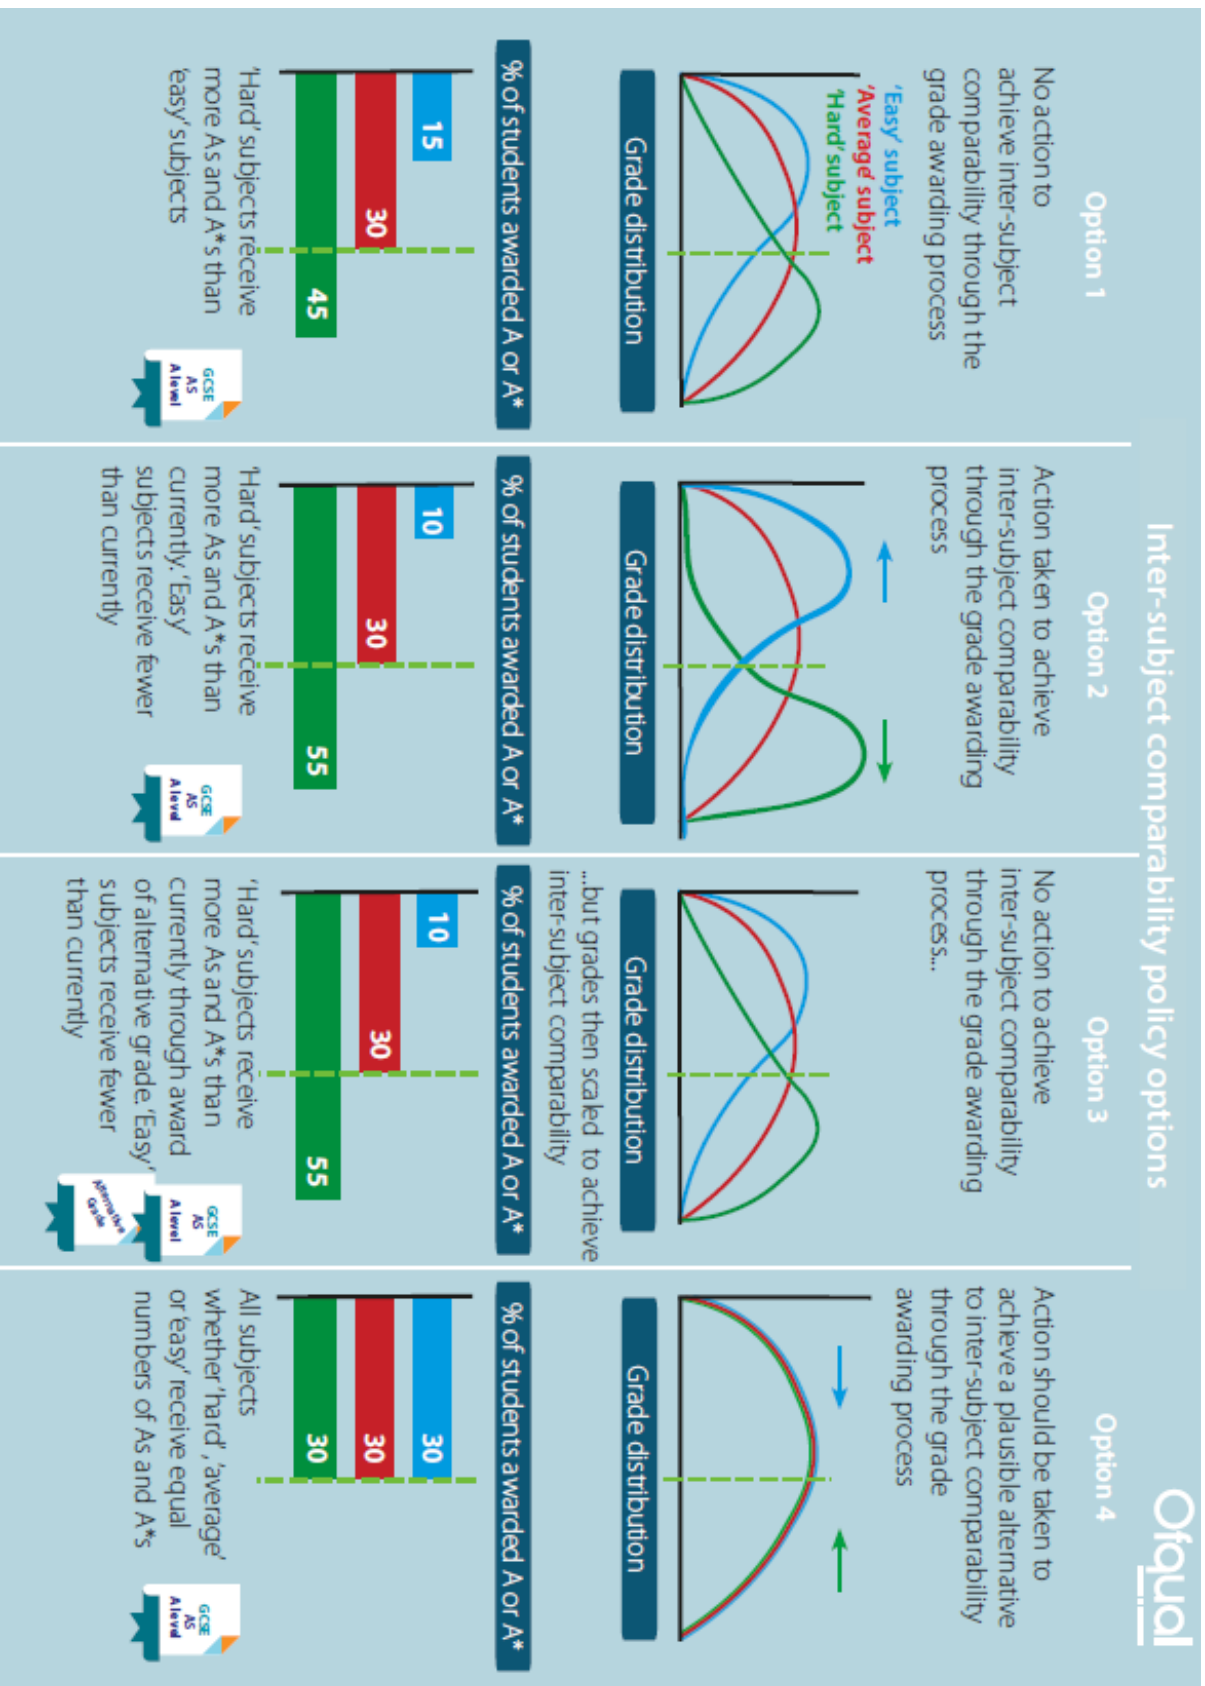 Inter-subject comparability policy options
Ofqual
Option 1
No action to
achieve inter-subject
comparability through the
grade awarding process
'Easy' subject
'Average' subject
'Hard' subject
Grade distribution
% of students awarded A or A*
15
30
45
'Hard' subjects receive
more As and A*s than
'easy' subjects
GCSE
AS
A level
Option 2
Action taken to achieve
inter-subject comparability
through the grade awarding
process
Grade distribution
% of students awarded A or A*
10
30
55
'Hard' subjects receive
more As and A*s than
currently. 'Easy'
subjects receive fewer
than currently
GCSE
AS
A level
Option 3
No action to achieve
inter-subject comparability
through the grade awarding
process...
Grade distribution
...but grades then scaled to achieve
inter-subject comparability
% of students awarded A or A*
10
30
55
'Hard' subjects receive
more As and A*s than
currently through award
of alternative grade. 'Easy'
subjects receive fewer
than currently
GCSE
AS
A level
Alternative
Grade
Option 4
Action should be taken to
achieve a plausible alternative
to inter-subject comparability
through the grade
awarding process
Grade distribution
% of students awarded A or A*
30
30
30
All subjects
whether 'hard', 'average'
or 'easy' receive equal
numbers of As and A*s
GCSE
AS
A level